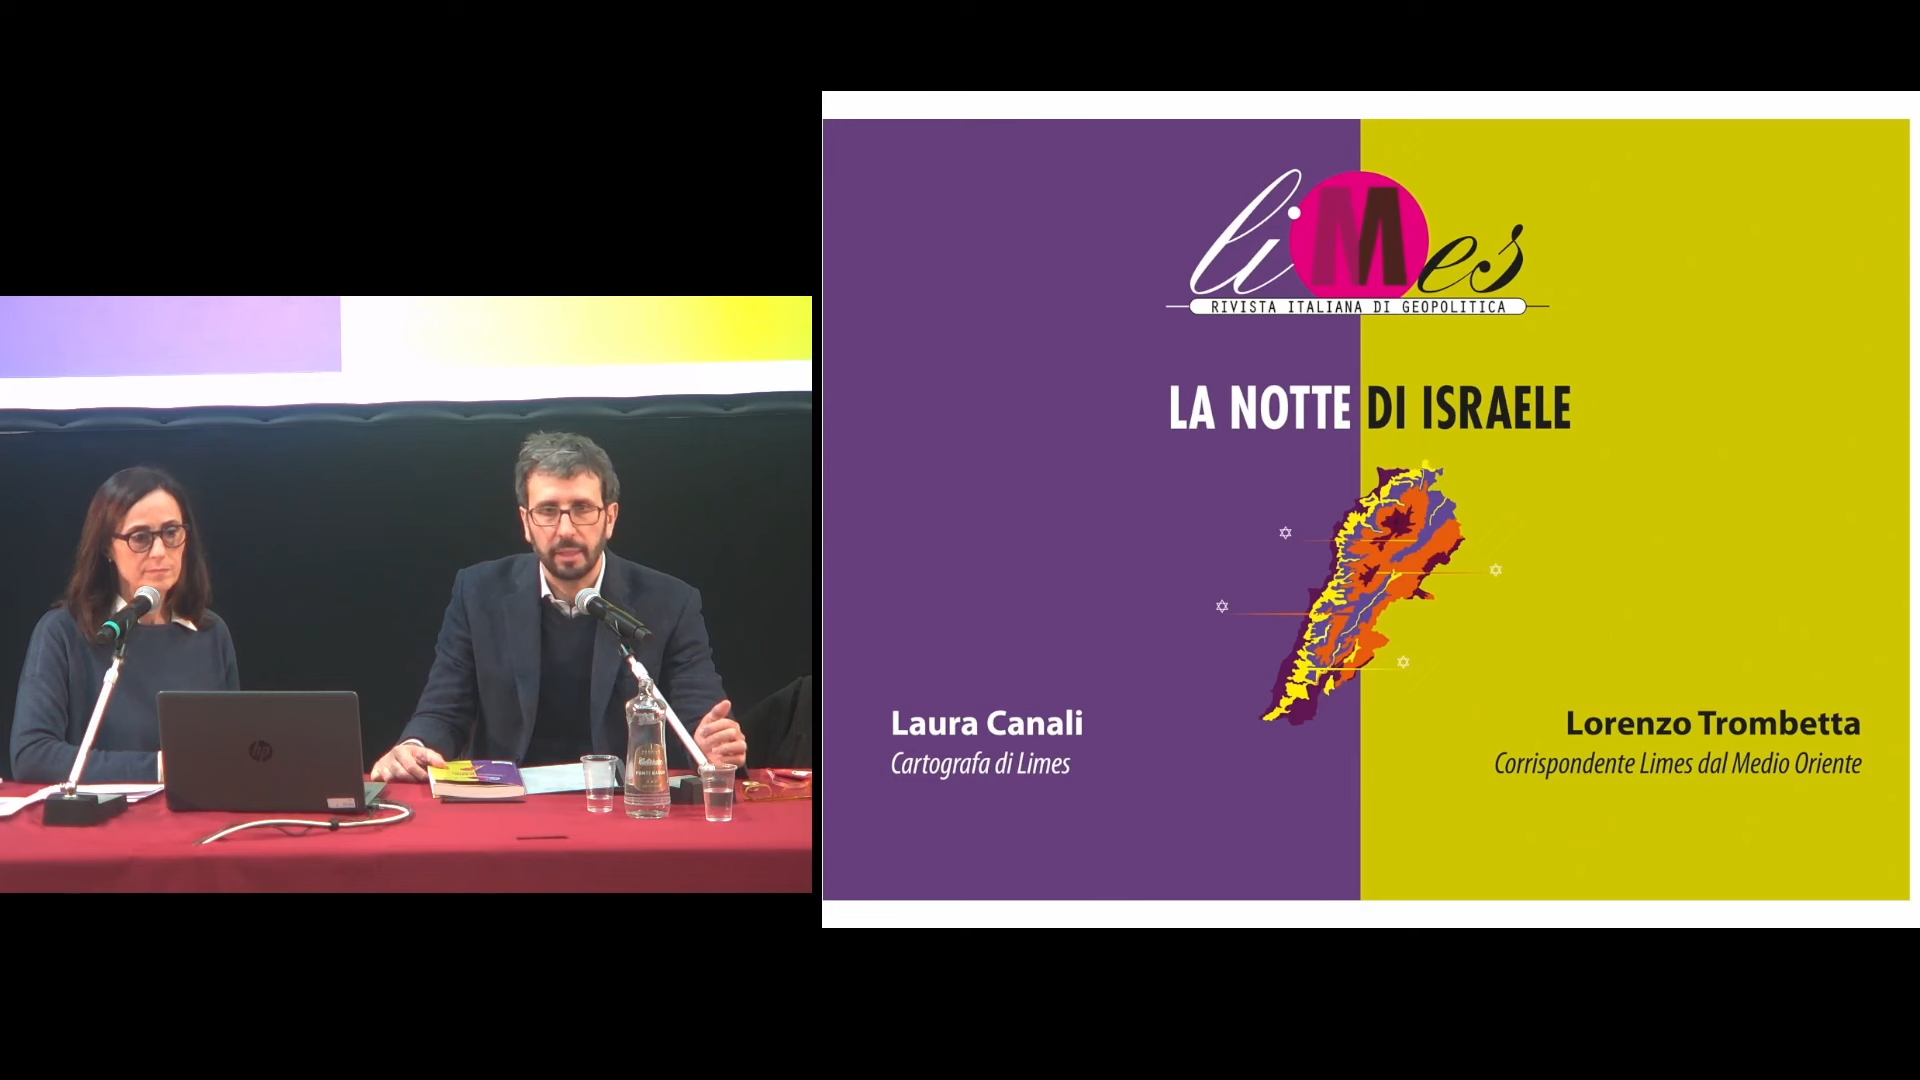 liMes
RIVISTA ITALIANA DI GEOPOLITICA
LA NOTTE DI ISRAELE
Laura Canali
Cartografa di Limes
Lorenzo Trombetta
Corrispondente Limes dal Medio Oriente
hp